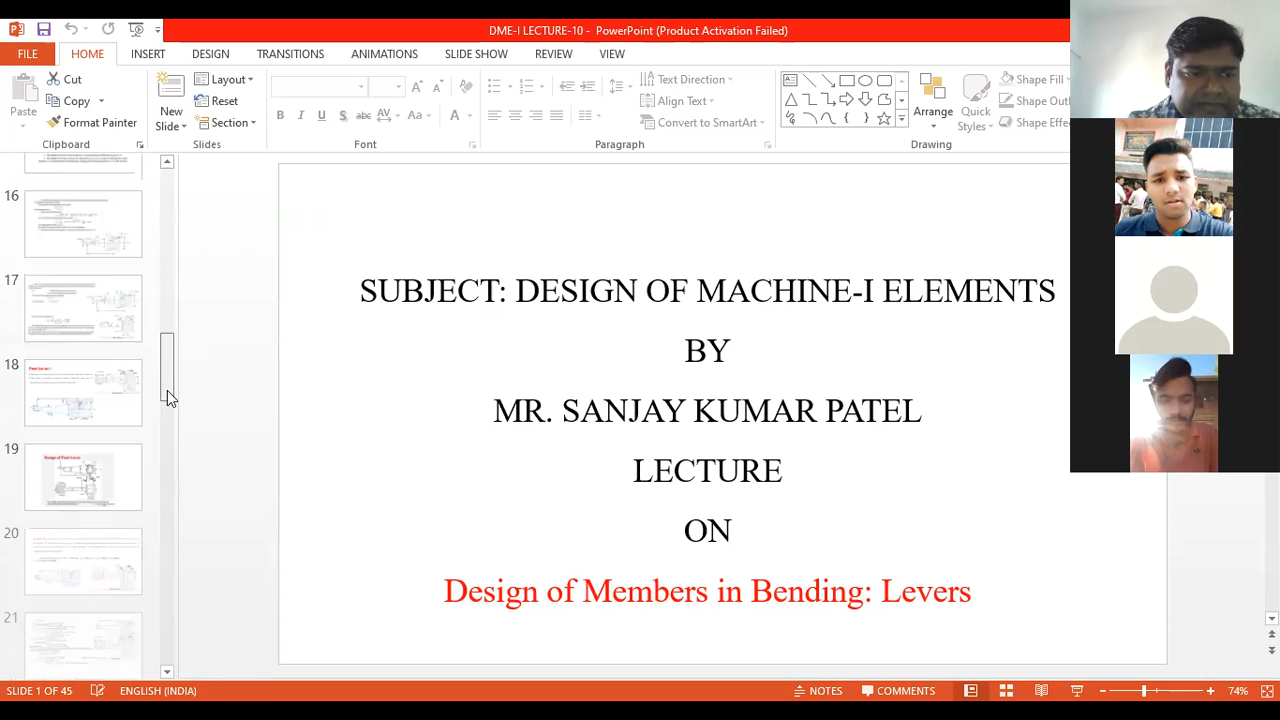 DME-I LECTURE-10 - PowerPoint (Product Activation Failed)
FILE HOME INSERT DESIGN TRANSITIONS ANIMATIONS SLIDE SHOW REVIEW VIEW
Paste
Cut
Copy
Format Painter
Clipboard
New Slide
Layout
Reset
Section
Slides
Font
Text Direction
Align Text
Convert to SmartArt
Paragraph
Arrange
Quick Styles
Shape Fill
Shape Out
Shape Effe
Drawing
16
17
18
19
20
21
SUBJECT: DESIGN OF MACHINE-I ELEMENTS
BY
MR. SANJAY KUMAR PATEL
LECTURE
ON
Design of Members in Bending: Levers
SLIDE 1 OF 45 ENGLISH (INDIA) NOTES COMMENTS 74%